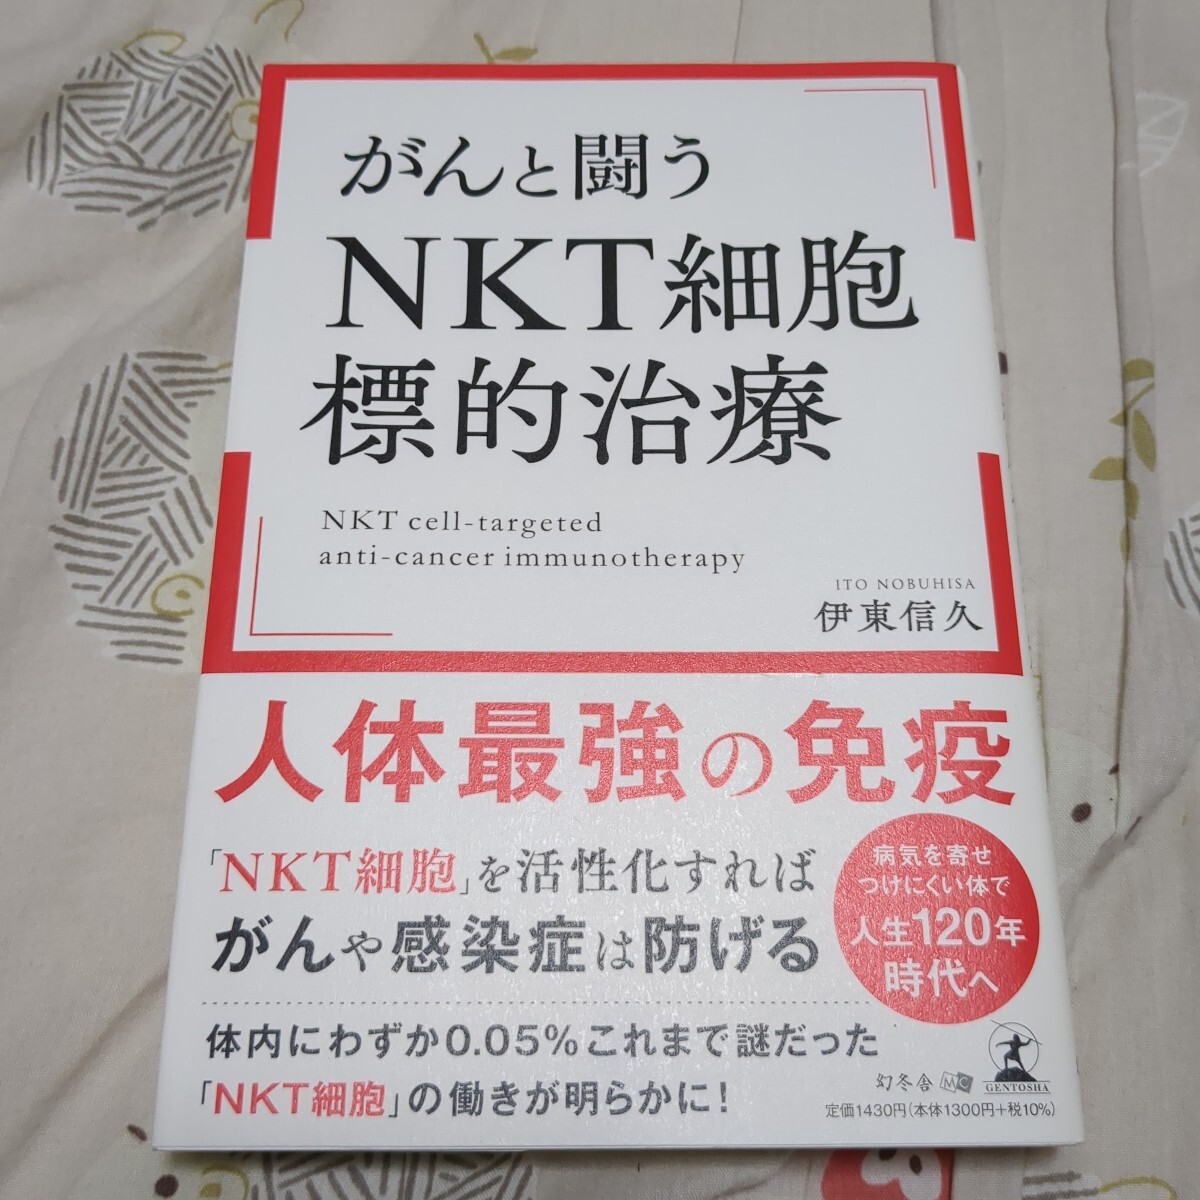 がんと闘う
NKT細胞
標的治療
NKT cell-targeted
anti-cancer immunotherapy
ITO NOBUHISA
伊東信久
人体最強の免疫
「NKT細胞」を活性化すれば
がんや感染症は防げる
病気を寄せ
つけにくい体で
人生120年
時代へ
体内にわずか0.05%これまで謎だった
「NKT細胞」の働きが明らかに!
幻冬舎 MC
GENTOSHA
定価1430円(本体1300円+税10%)